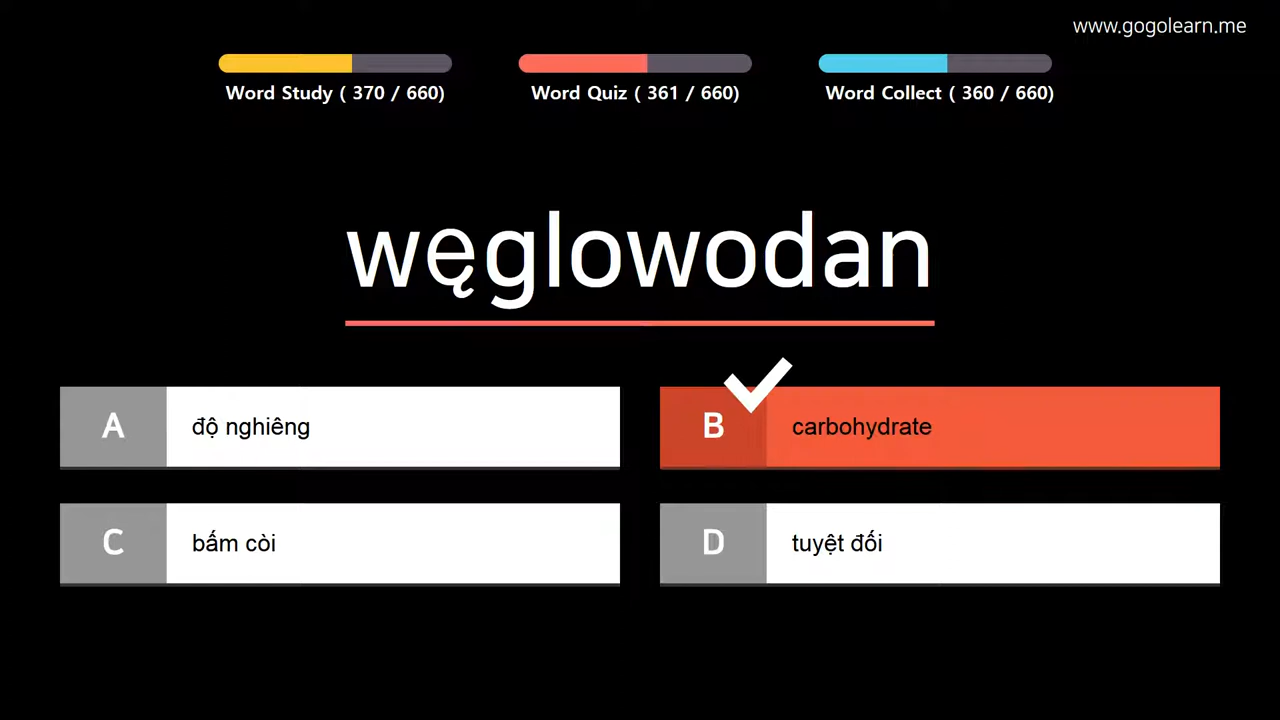 www.gogolearn.me
Word Study ( 370 / 660)
Word Quiz ( 361 / 660)
Word Collect ( 360 / 660)
węglowodan
A độ nghiêng
B carbohydrate
C bấm còi
D tuyệt đối